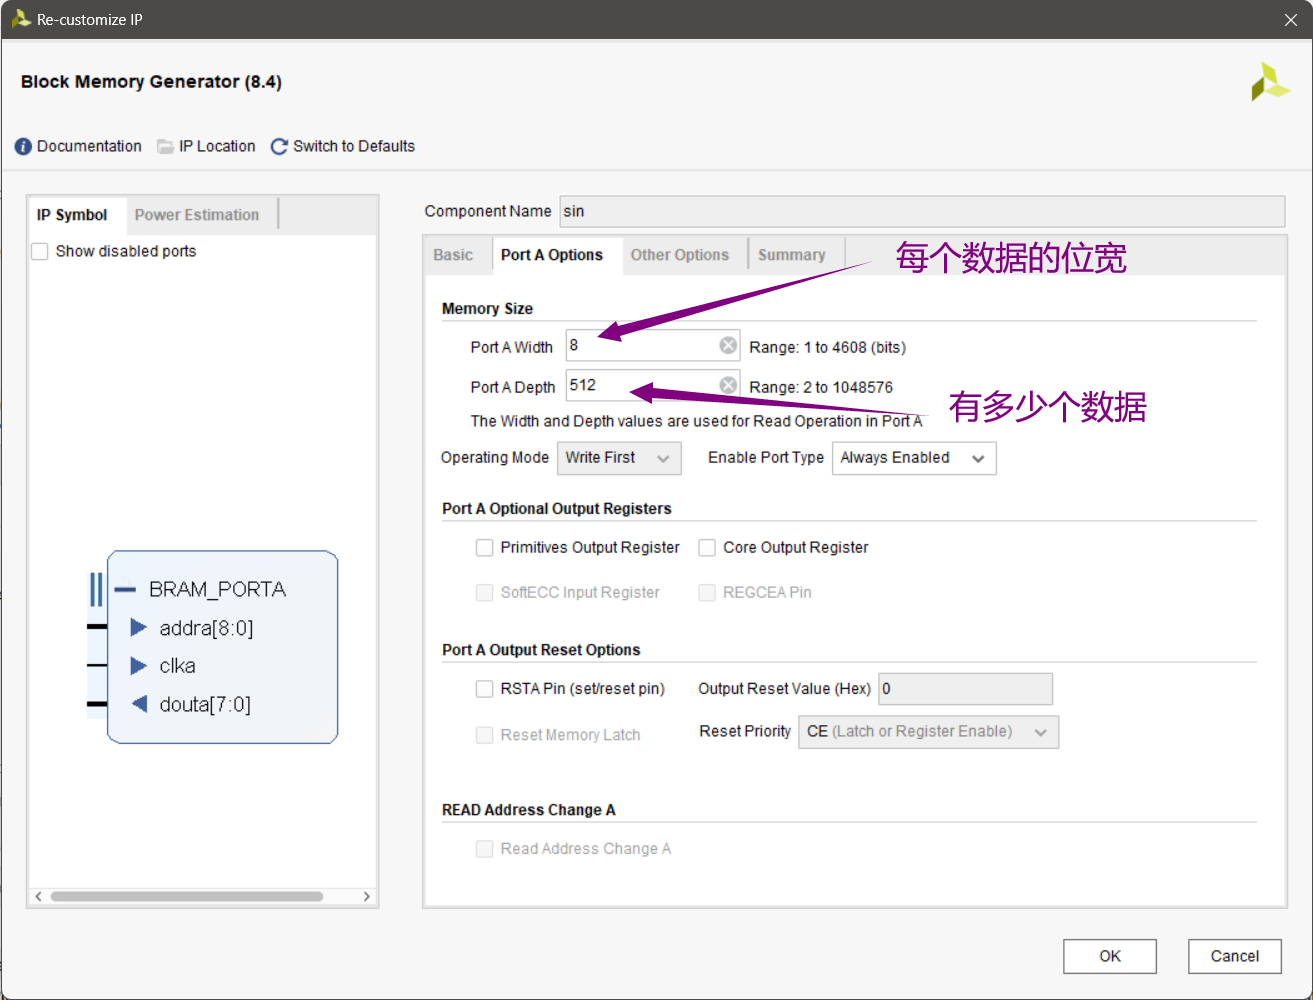 Re-customize IP
Block Memory Generator (8.4)
Documentation IP Location Switch to Defaults
IP Symbol Power Estimation
Show disabled ports
BRAM_PORTA
addra[8:0]
clka
douta[7:0]
Component Name sin
Basic Port A Options Other Options Summary
每个数据的位宽
Memory Size
Port A Width 8 Range: 1 to 4608 (bits)
Port A Depth 512 Range: 2 to 1048576
有多少个数据
The Width and Depth values are used for Read Operation in Port A
Operating Mode Write First Enable Port Type Always Enabled
Port A Optional Output Registers
Primitives Output Register Core Output Register
SoftECC Input Register REGCEA Pin
Port A Output Reset Options
RSTA Pin (set/reset pin) Output Reset Value (Hex) 0
Reset Memory Latch Reset Priority CE (Latch or Register Enable)
READ Address Change A
Read Address Change A
OK Cancel